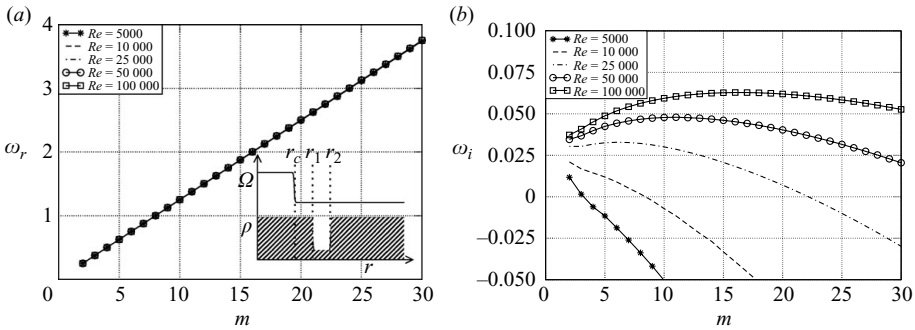 (a)
4
3
2
1
0
ω_r
Re = 5000
Re = 10 000
Re = 25 000
Re = 50 000
Re = 100 000
r_c r_1 r_2
Ω
ρ
r
5 10 15 20 25 30
m
(b)
0.100
0.075
0.050
0.025
0
−0.025
−0.050
ω_i
Re = 5000
Re = 10 000
Re = 25 000
Re = 50 000
Re = 100 000
0 5 10 15 20 25 30
m